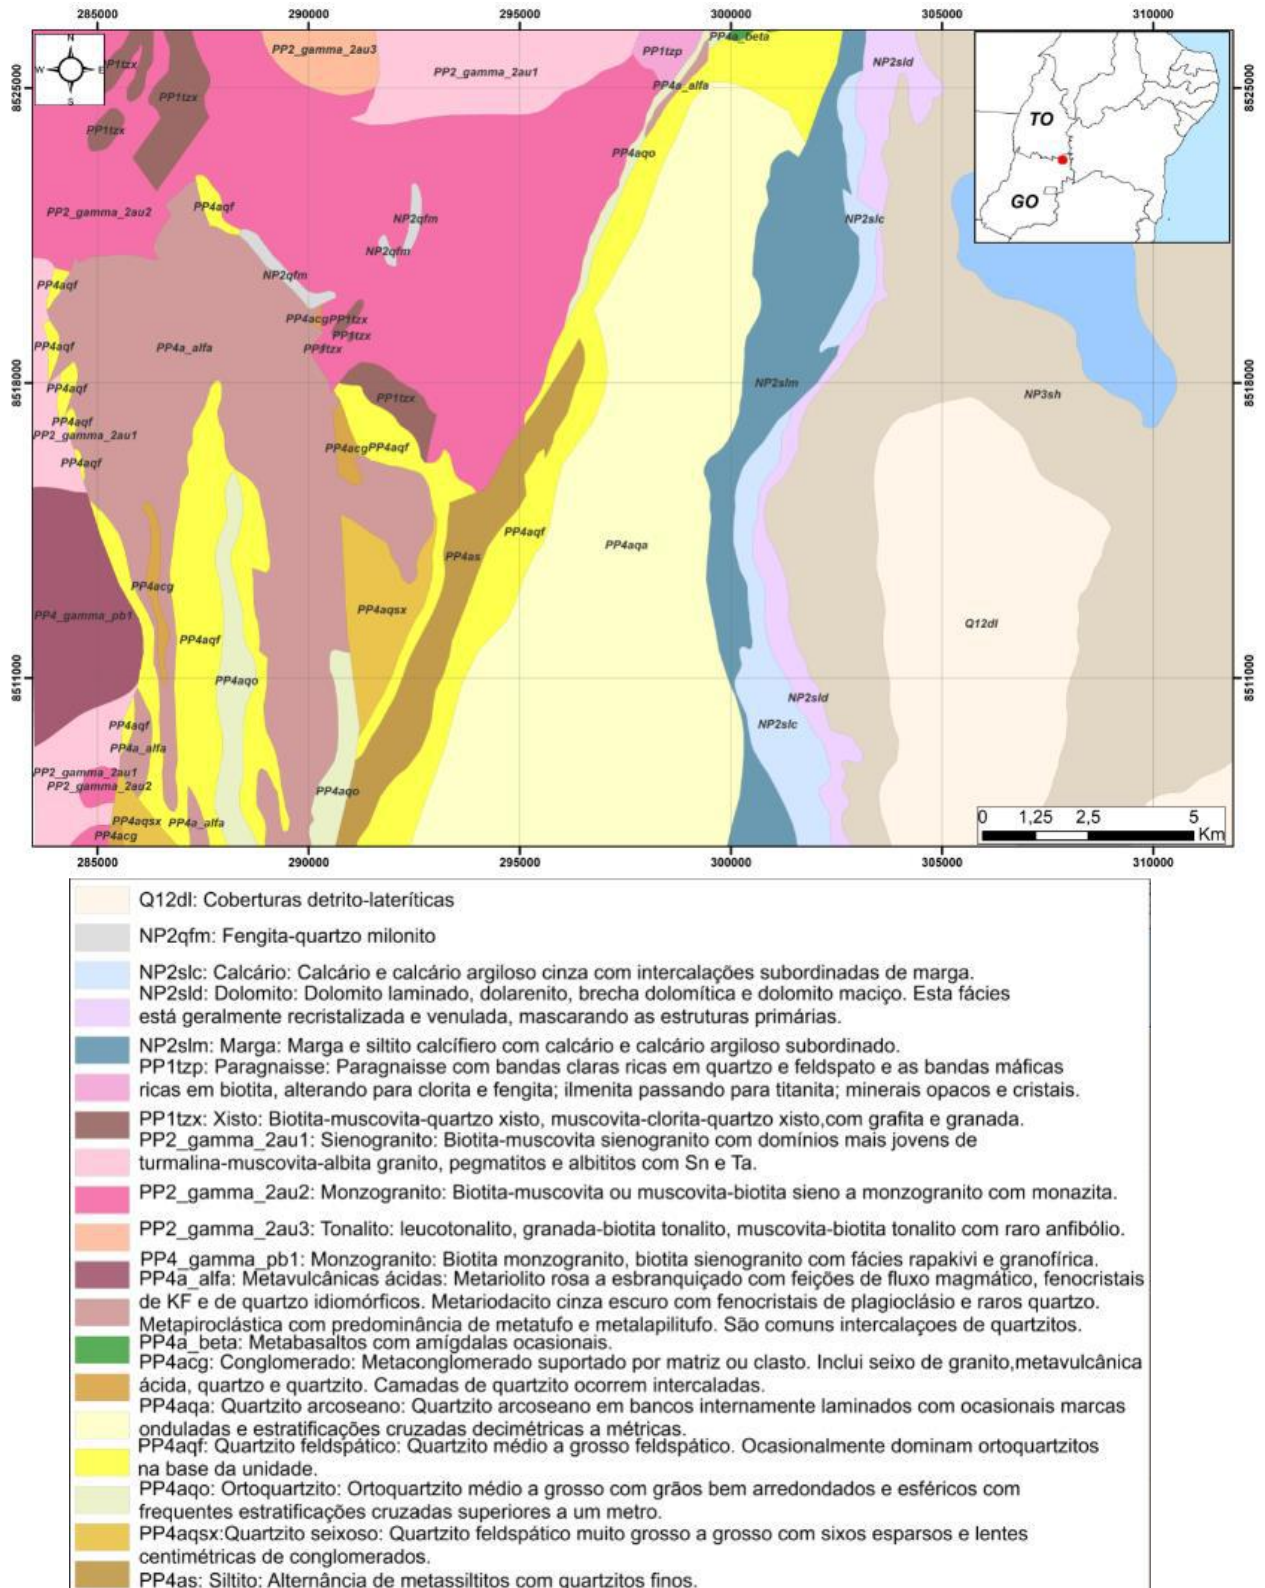 285000
290000
295000
300000
305000
310000
N
W
E
S
8525000
8525000
PP1tzx
PP2_gamma_2au3
PP2_gamma_2au1
PP1tzp
PP4a_beta
NP2sld
PP1tzx
PP4a_alfa
PP1tzx
TO
PP4aqo
GO
PP2_gamma_2au2
PP4aqf
NP2qfm
NP2slc
NP2qfm
NP2qfm
PP4aqf
PP4acg
PP1tzx
PP1tzx
PP1tzx
PP4aqf
PP4a_alfa
8518000
8518000
PP4aqf
PP1tzx
NP2slm
NP3sh
PP4aqf
PP2_gamma_2au1
PP4acg
PP4aqf
PP4aqf
PP4aqf
PP4aqa
PP4as
PP4acg
PP4_gamma_pb1
PP4aqsx
Q12dl
PP4aqf
8511000
8511000
PP4aqo
NP2sld
PP4aqf
NP2slc
PP4a_alfa
PP2_gamma_2au1
PP2_gamma_2au2
PP4aqo
PP4aqsx
PP4a_alfa
PP4acg
0 1,25 2,5 5
Km
285000
290000
295000
300000
305000
310000
Q12dl: Coberturas detrito-lateríticas
NP2qfm: Fengita-quartzo milonito
NP2slc: Calcário: Calcário e calcário argiloso cinza com intercalações subordinadas de marga.
NP2sld: Dolomito: Dolomito laminado, dolarenito, brecha dolomítica e dolomito maciço. Esta fácies
está geralmente recristalizada e venulada, mascarando as estruturas primárias.
NP2slm: Marga: Marga e siltito calcífiero com calcário e calcário argiloso subordinado.
PP1tzp: Paragnaisse: Paragnaisse com bandas claras ricas em quartzo e feldspato e as bandas máficas
ricas em biotita, alterando para clorita e fengita; ilmenita passando para titanita; minerais opacos e cristais.
PP1tzx: Xisto: Biotita-muscovita-quartzo xisto, muscovita-clorita-quartzo xisto,com grafita e granada.
PP2_gamma_2au1: Sienogranito: Biotita-muscovita sienogranito com domínios mais jovens de
turmalina-muscovita-albita granito, pegmatitos e albititos com Sn e Ta.
PP2_gamma_2au2: Monzogranito: Biotita-muscovita ou muscovita-biotita sieno a monzogranito com monazita.
PP2_gamma_2au3: Tonalito: leucotonalito, granada-biotita tonalito, muscovita-biotita tonalito com raro anfibólio.
PP4_gamma_pb1: Monzogranito: Biotita monzogranito, biotita sienogranito com fácies rapakivi e granofírica.
PP4a_alfa: Metavulcânicas ácidas: Metariolito rosa a esbranquiçado com feições de fluxo magmático, fenocristais
de KF e de quartzo idiomórficos. Metariodacito cinza escuro com fenocristais de plagioclásio e raros quartzo.
Metapiroclástica com predominância de metatufo e metalapilitufo. São comuns intercalaçoes de quartzitos.
PP4a_beta: Metabasaltos com amígdalas ocasionais.
PP4acg: Conglomerado: Metaconglomerado suportado por matriz ou clasto. Inclui seixo de granito,metavulcânica
ácida, quartzo e quartzito. Camadas de quartzito ocorrem intercaladas.
PP4aqa: Quartzito arcoseano: Quartzito arcoseano em bancos internamente laminados com ocasionais marcas
onduladas e estratificações cruzadas decimétricas a métricas.
PP4aqf: Quartzito feldspático: Quartzito médio a grosso feldspático. Ocasionalmente dominam ortoquartzitos
na base da unidade.
PP4aqo: Ortoquartzito: Ortoquartzito médio a grosso com grãos bem arredondados e esféricos com
frequentes estratificações cruzadas superiores a um metro.
PP4aqsx:Quartzito seixoso: Quartzito feldspático muito grosso a grosso com sixos esparsos e lentes
centimétricas de conglomerados.
PP4as: Siltito: Alternância de metassiltitos com quartzitos finos.